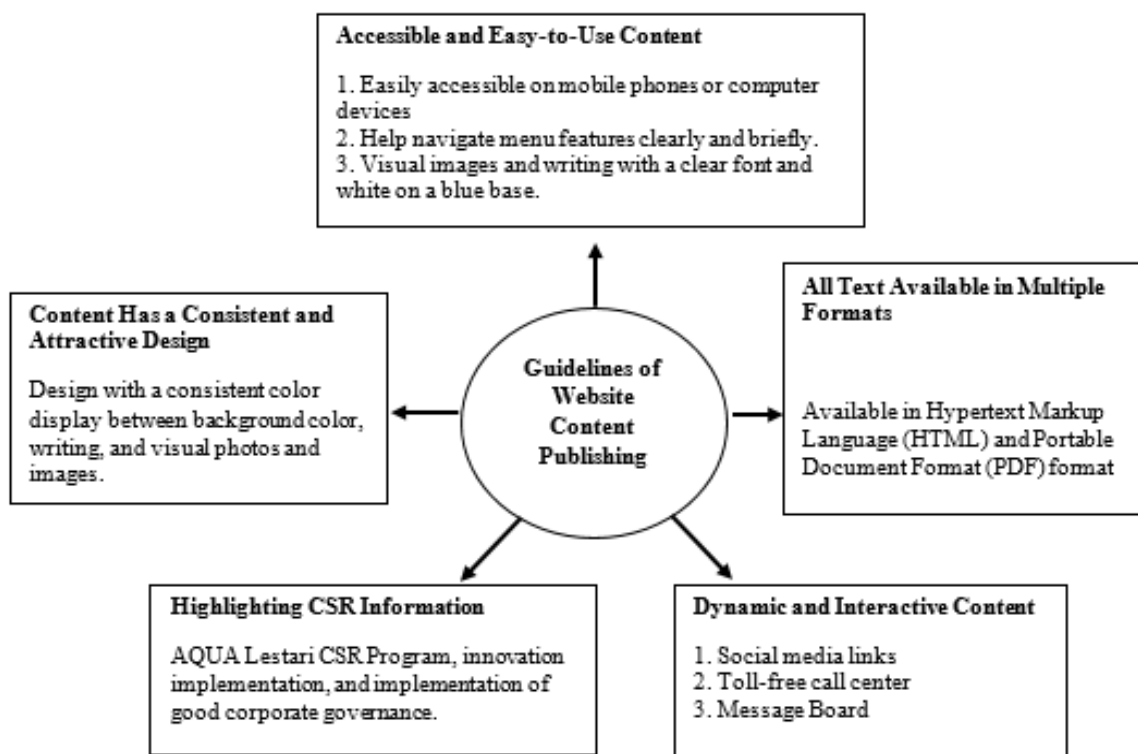 Accessible and Easy-to-Use Content
1. Easily accessible on mobile phones or computer
devices
2. Help navigate menu features clearly and briefly.
3. Visual images and writing with a clear font and
white on a blue base.
Content Has a Consistent and
Attractive Design
Design with a consistent color
display between background color,
writing, and visual photos and
images.
Guidelines of
Website
Content
Publishing
All Text Available in Multiple
Formats
Available in Hypertext Markup
Language (HTML) and Portable
Document Format (PDF) format
Highlighting CSR Information
AQUA Lestari CSR Program, innovation
implementation, and implementation of
good corporate governance.
Dynamic and Interactive Content
1. Social media links
2. Toll-free call center
3. Message Board